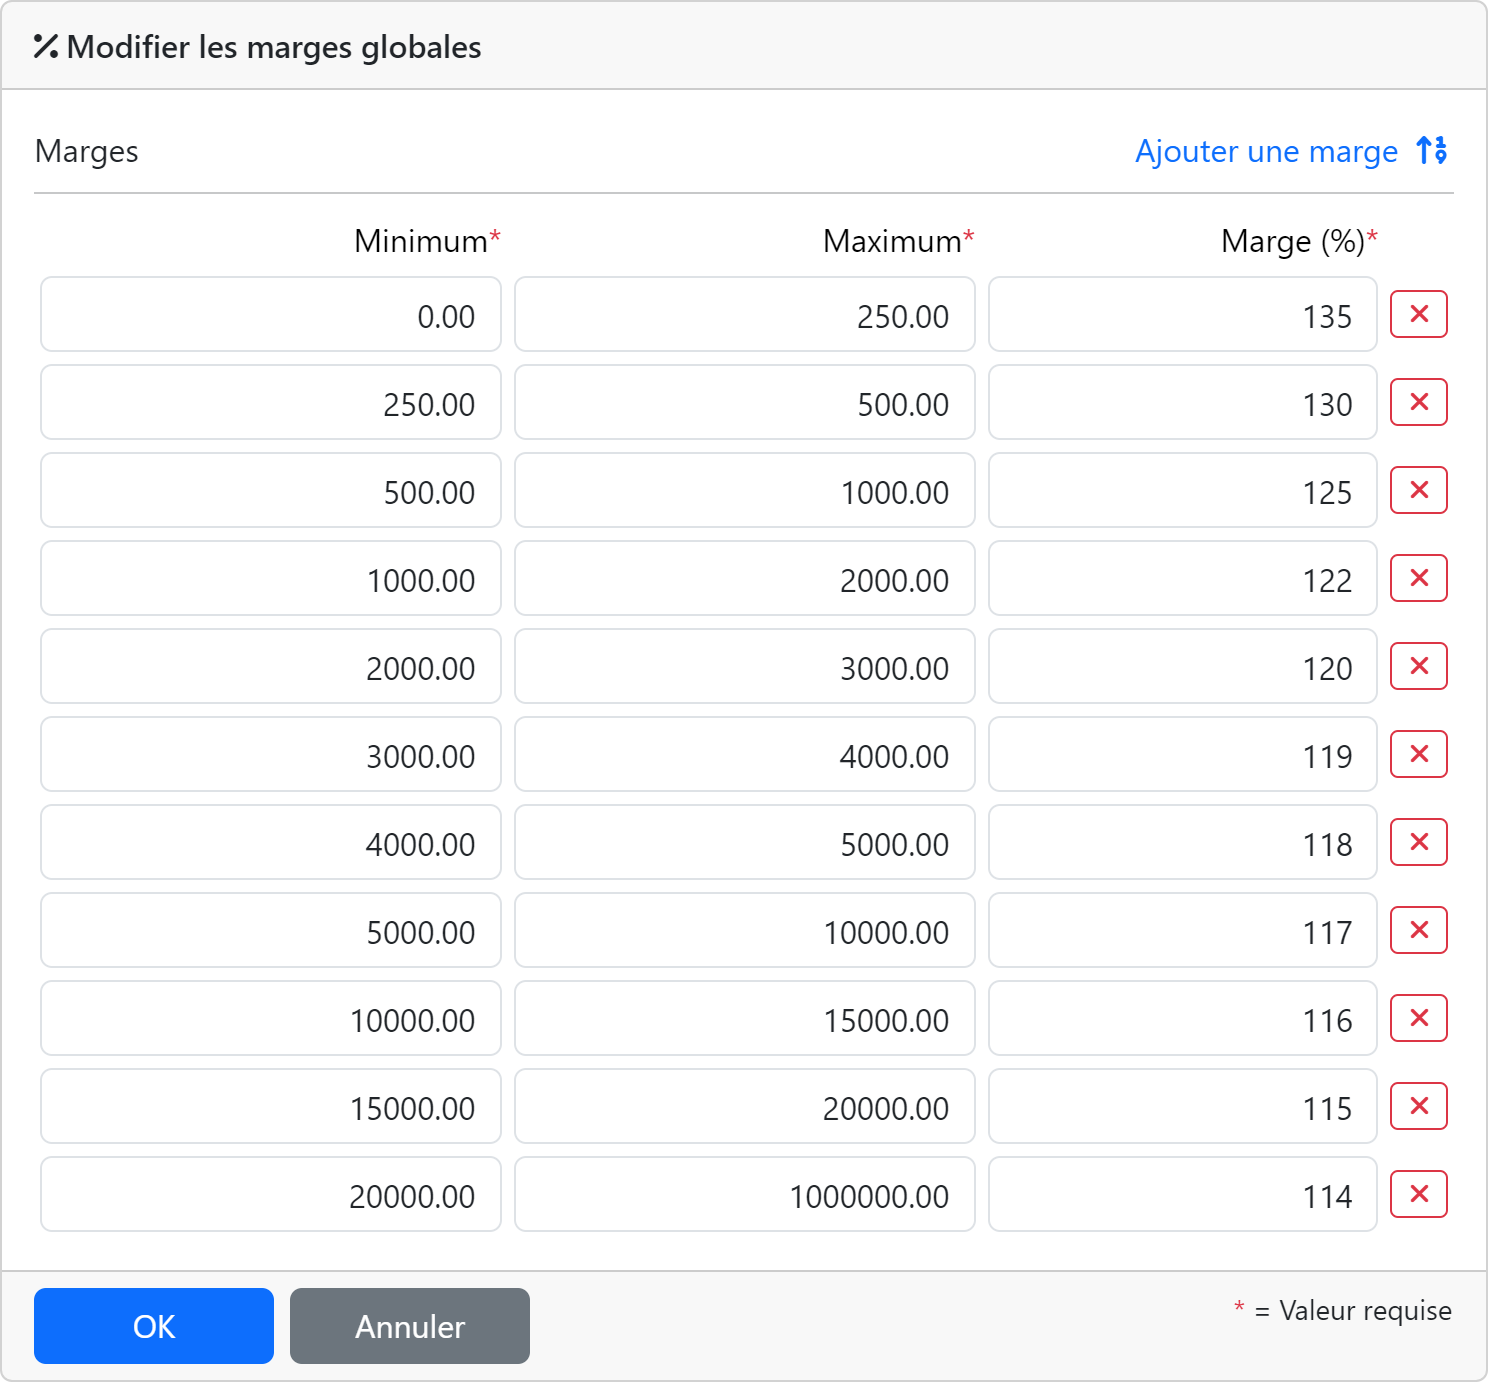 Modifier les marges globales
Marges Ajouter une marge
Minimum* Maximum* Marge (%)*
0.00 250.00 135
250.00 500.00 130
500.00 1000.00 125
1000.00 2000.00 122
2000.00 3000.00 120
3000.00 4000.00 119
4000.00 5000.00 118
5000.00 10000.00 117
10000.00 15000.00 116
15000.00 20000.00 115
20000.00 1000000.00 114
OK Annuler * = Valeur requise